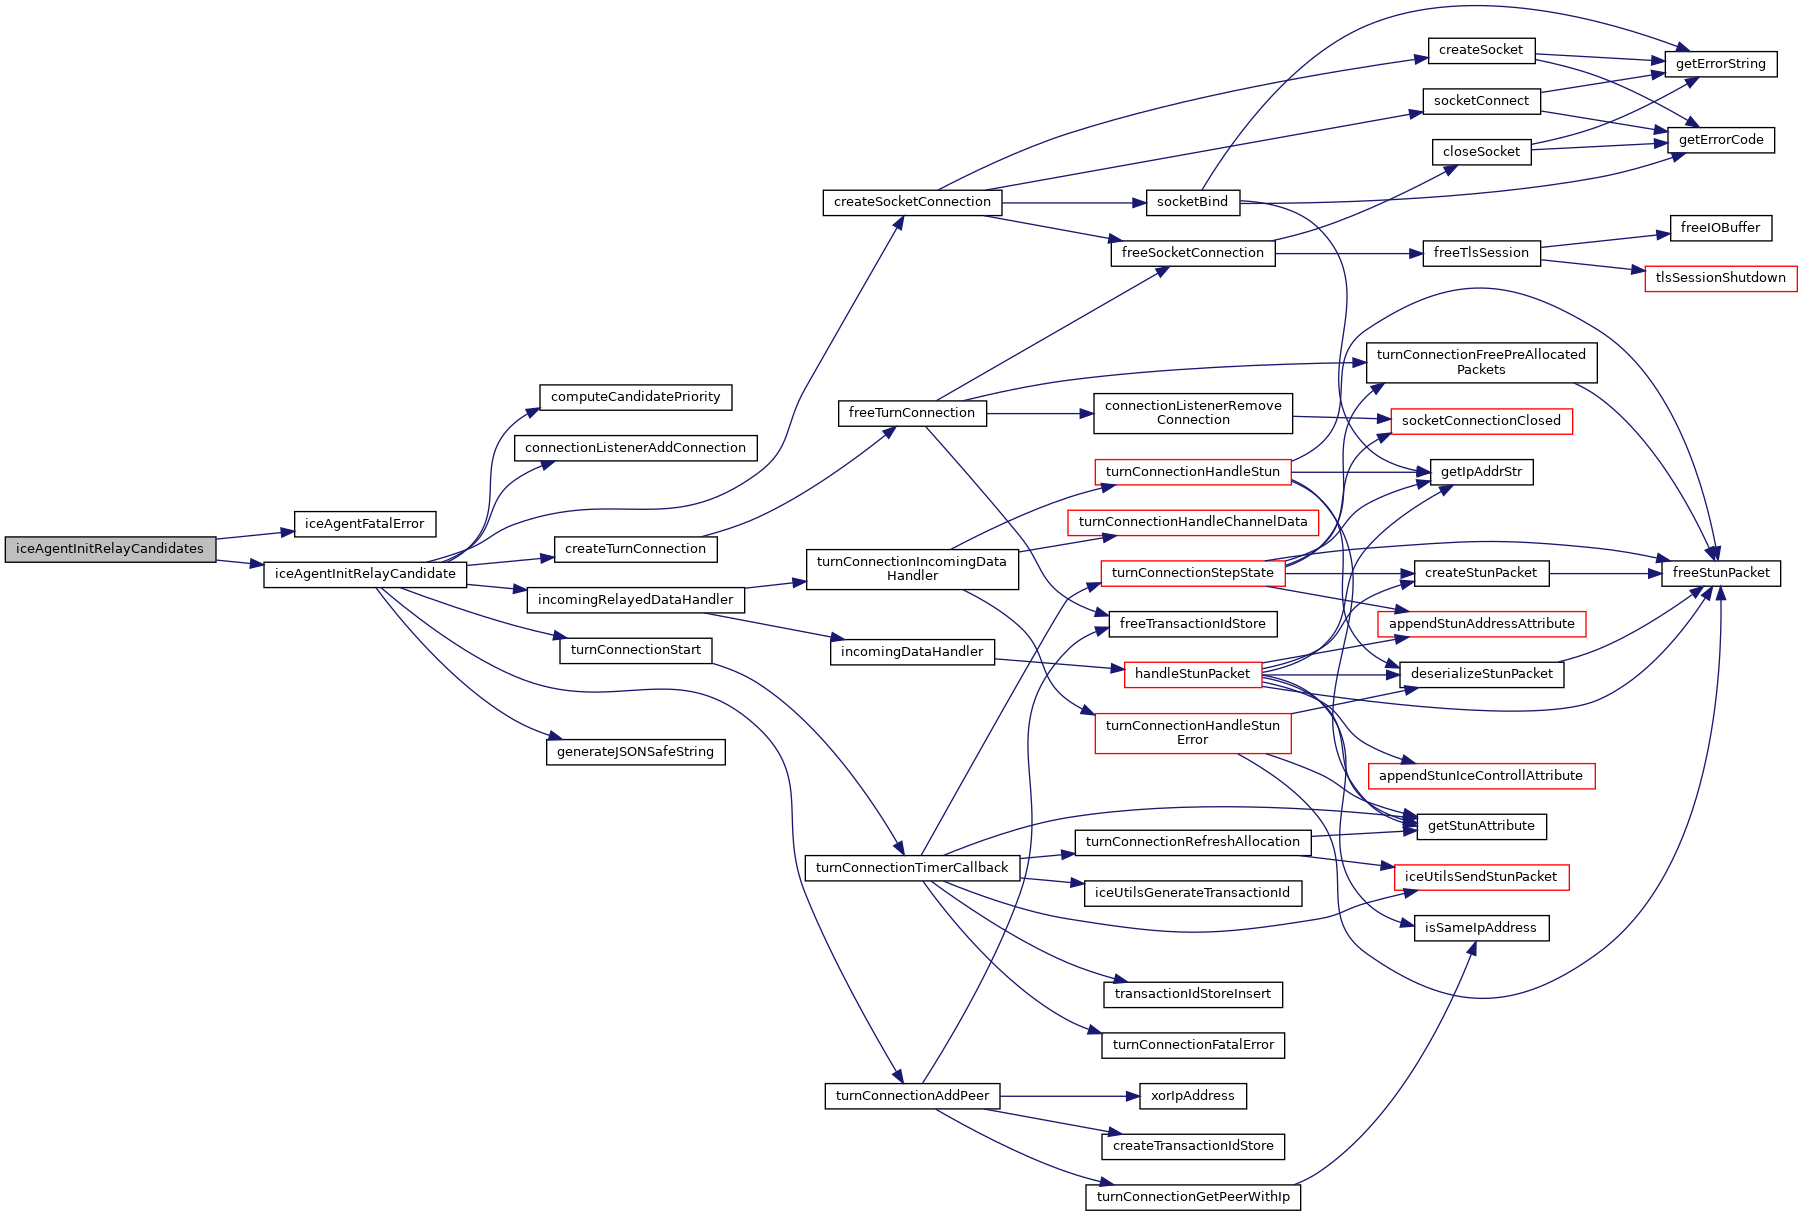 iceAgentInitRelayCandidates
iceAgentFatalError
iceAgentInitRelayCandidate
computeCandidatePriority
connectionListenerAddConnection
createTurnConnection
incomingRelayedDataHandler
turnConnectionStart
generateJSONSafeString
createSocketConnection
freeTurnConnection
turnConnectionIncomingData
Handler
incomingDataHandler
turnConnectionTimerCallback
turnConnectionAddPeer
socketBind
freeSocketConnection
connectionListenerRemove
Connection
turnConnectionHandleStun
turnConnectionHandleChannelData
turnConnectionStepState
freeTransactionIdStore
handleStunPacket
turnConnectionHandleStun
Error
turnConnectionRefreshAllocation
iceUtilsGenerateTransactionId
transactionIdStoreInsert
turnConnectionFatalError
xorIpAddress
createTransactionIdStore
turnConnectionGetPeerWithIp
createSocket
socketConnect
closeSocket
freeTlsSession
turnConnectionFreePreAllocated
Packets
socketConnectionClosed
getIpAddrStr
createStunPacket
appendStunAddressAttribute
deserializeStunPacket
appendStunIceControllAttribute
getStunAttribute
iceUtilsSendStunPacket
isSameIpAddress
getErrorString
getErrorCode
freeIOBuffer
tlsSessionShutdown
freeStunPacket